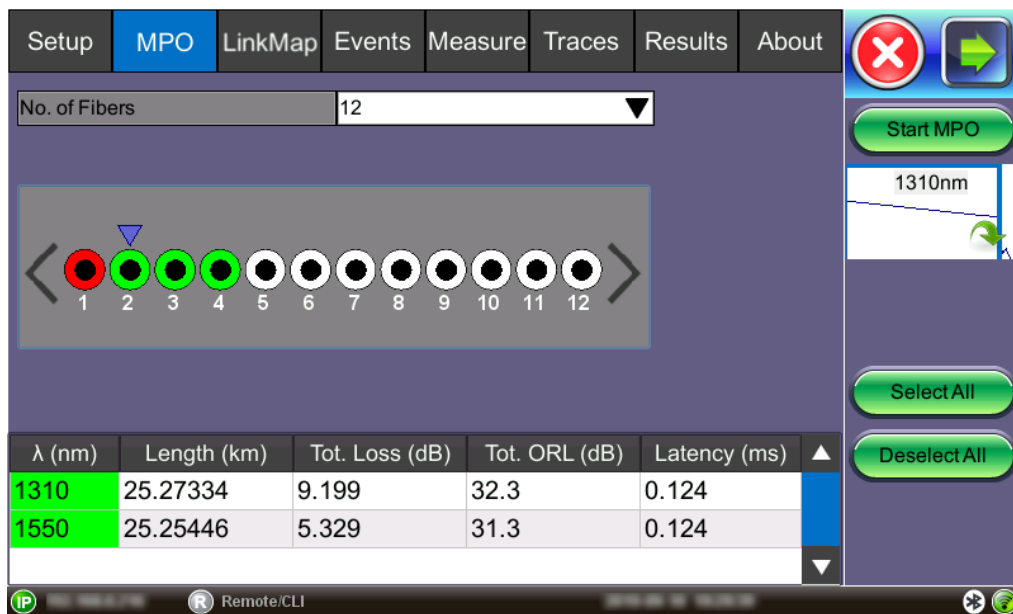 Setup MPO LinkMap Events Measure Traces Results About
No. of Fibers 12
Start MPO
1310nm
1 2 3 4 5 6 7 8 9 10 11 12
Select All
Deselect All
λ (nm) Length (km) Tot. Loss (dB) Tot. ORL (dB) Latency (ms)
1310 25.27334 9.199 32.3 0.124
1550 25.25446 5.329 31.3 0.124
IP R Remote/CLI